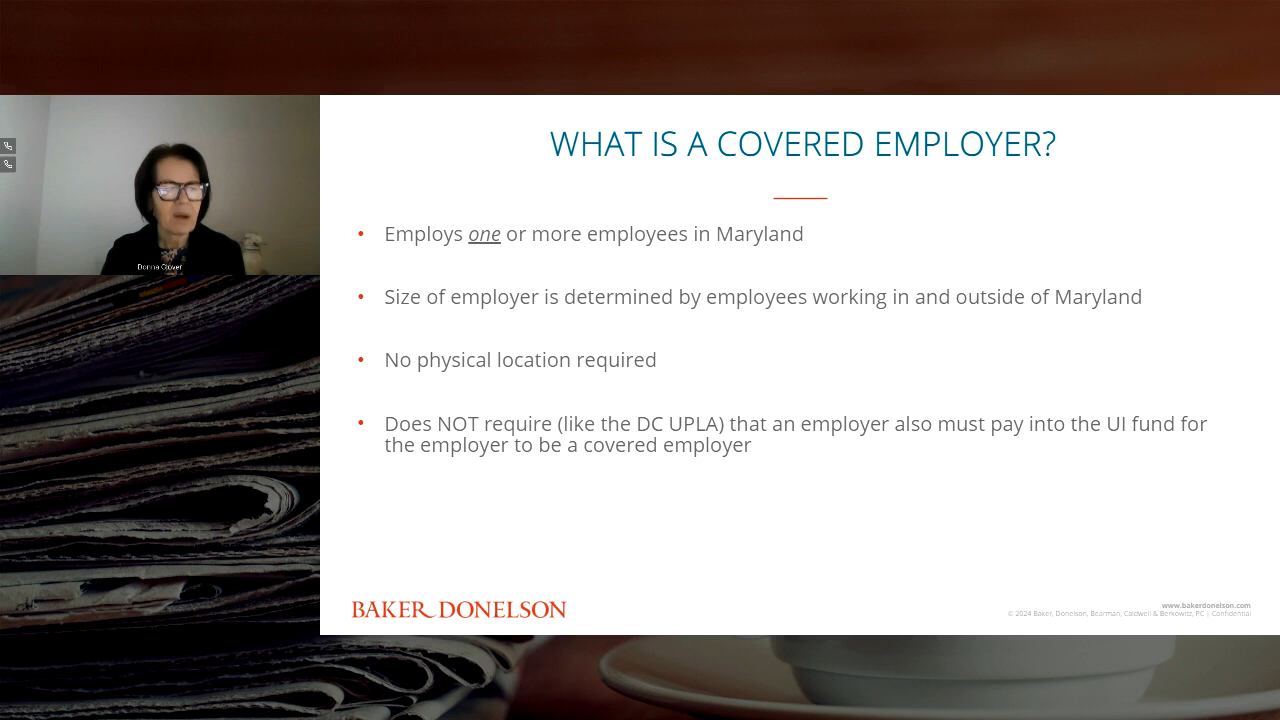 WHAT IS A COVERED EMPLOYER?
• Employs one or more employees in Maryland
• Size of employer is determined by employees working in and outside of Maryland
• No physical location required
• Does NOT require (like the DC UPLA) that an employer also must pay into the UI fund for
the employer to be a covered employer
Donna Glover
BAKER DONELSON
www.bakerdonelson.com
© 2024 Baker, Donelson, Bearman, Caldwell & Berkowitz, PC | Confidential